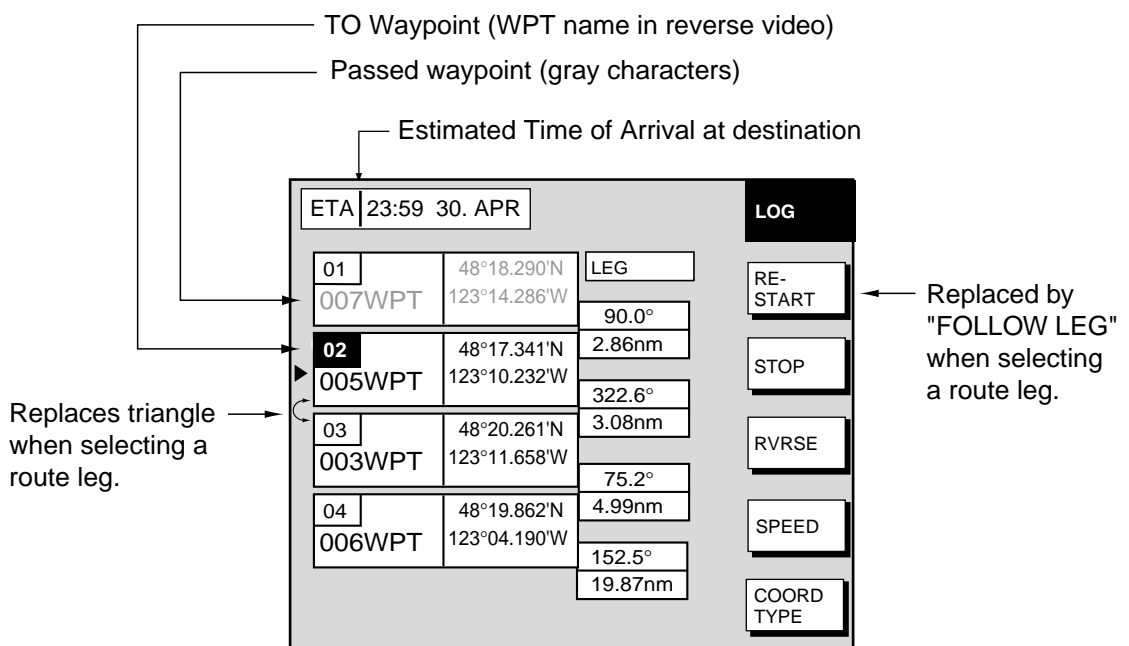 TO Waypoint (WPT name in reverse video)
Passed waypoint (gray characters)
Estimated Time of Arrival at destination
ETA 23:59 30. APR
LOG
01
007WPT
48°18.290'N
123°14.286'W
LEG
90.0°
2.86nm
02
005WPT
48°17.341'N
123°10.232'W
322.6°
3.08nm
03
003WPT
48°20.261'N
123°11.658'W
75.2°
4.99nm
04
006WPT
48°19.862'N
123°04.190'W
152.5°
19.87nm
RE-
START
STOP
RVRSE
SPEED
COORD
TYPE
Replaced by
"FOLLOW LEG"
when selecting
a route leg.
Replaces triangle
when selecting a
route leg.